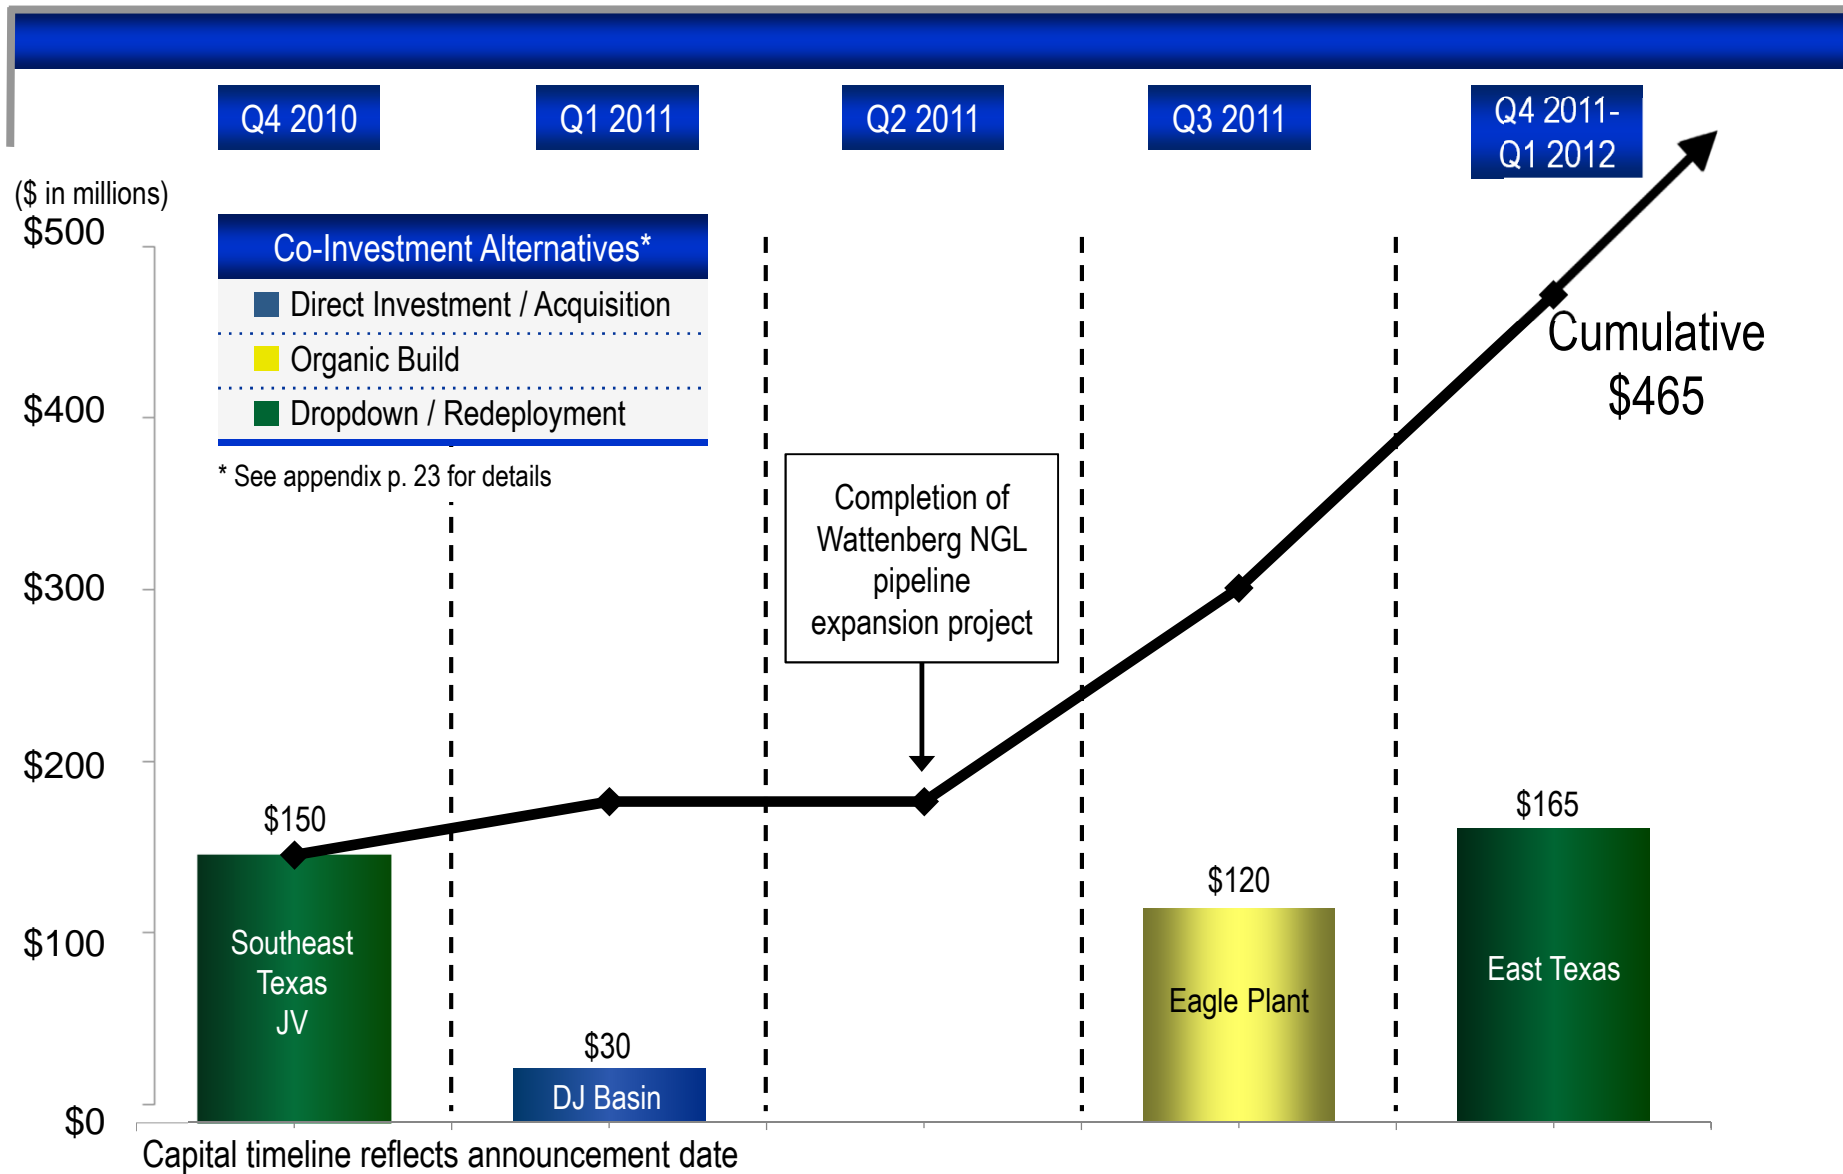 Q4 2010
Q1 2011
Q2 2011
Q3 2011
Q4 2011-
Q1 2012
($ in millions)
$500
$400
$300
$200
$100
$0
Co-Investment Alternatives*
Direct Investment / Acquisition
Organic Build
Dropdown / Redeployment
* See appendix p. 23 for details
Completion of
Wattenberg NGL
pipeline
expansion project
Cumulative
$465
$150
Southeast
Texas
JV
$30
DJ Basin
$120
Eagle Plant
$165
East Texas
Capital timeline reflects announcement date